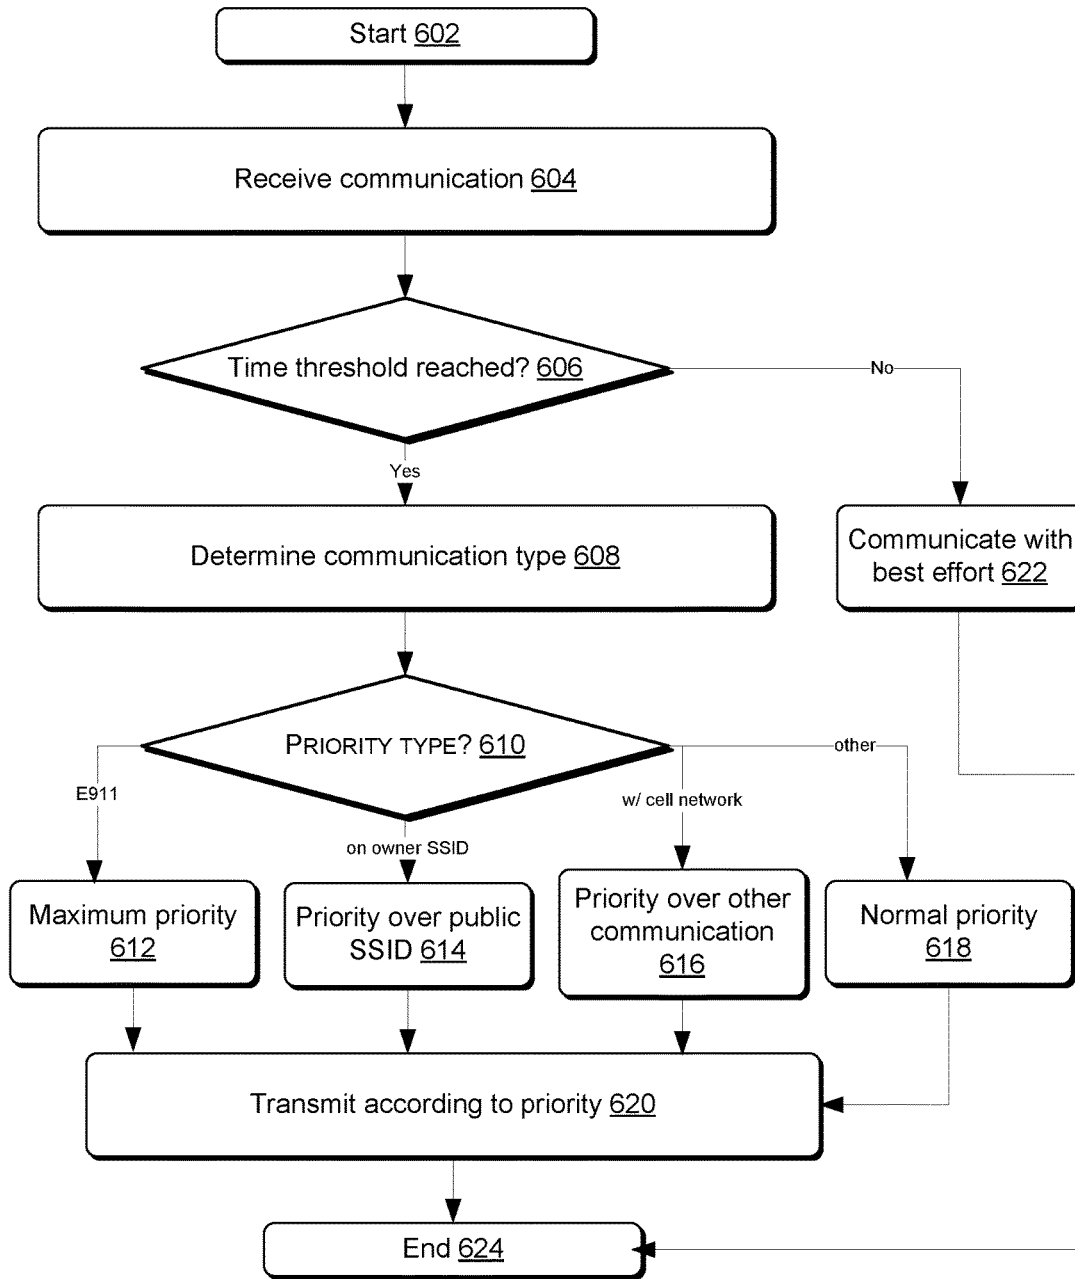 Start 602
Receive communication 604
Time threshold reached? 606
No
Yes
Determine communication type 608
Communicate with
best effort 622
PRIORITY TYPE? 610
other
E911
w/ cell network
on owner SSID
Maximum priority
612
Priority over public
SSID 614
Priority over other
communication
616
Normal priority
618
Transmit according to priority 620
End 624